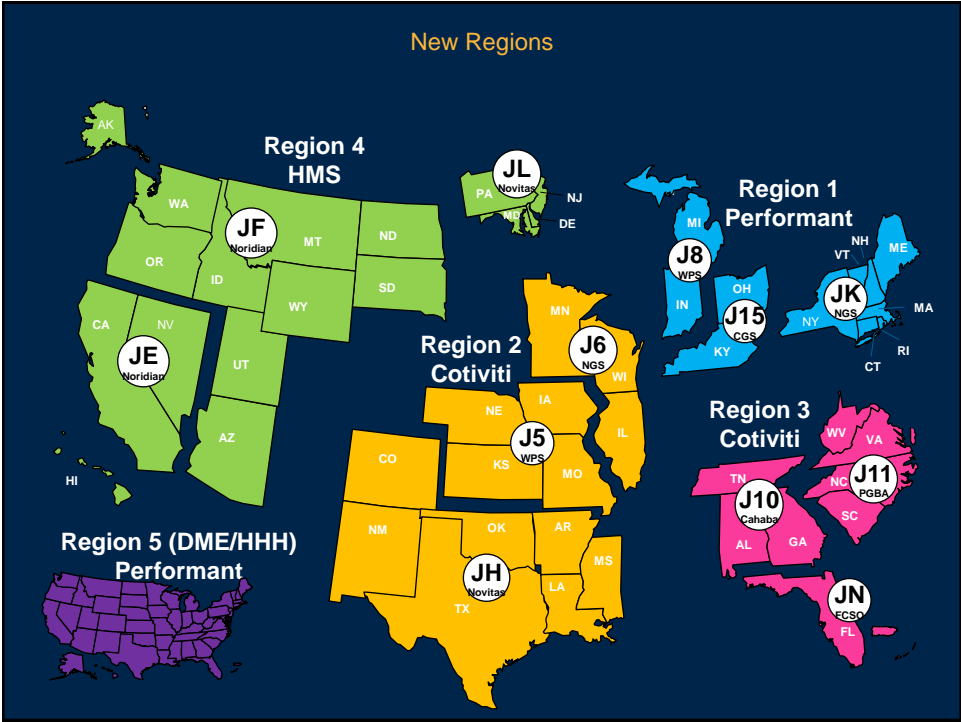 New Regions
AK
Region 4
HMS
WA
OR
ID
MT
ND
SD
WY
JF
Noridian
CA
NV
UT
AZ
JE
Noridian
HI
PA
MD
NJ
DE
JL
Novitas
Region 1
Performant
MI
IN
OH
KY
J8
WPS
J15
CGS
NH
VT
ME
NY
MA
RI
CT
JK
NGS
Region 2
Cotiviti
MN
WI
IL
J6
NGS
NE
IA
KS
MO
J5
WPS
CO
NM
OK
AR
TX
LA
MS
JH
Novitas
Region 3
Cotiviti
WV
VA
NC
SC
J11
PGBA
TN
AL
GA
J10
Cahaba
FL
JN
FCSO
Region 5 (DME/HHH)
Performant